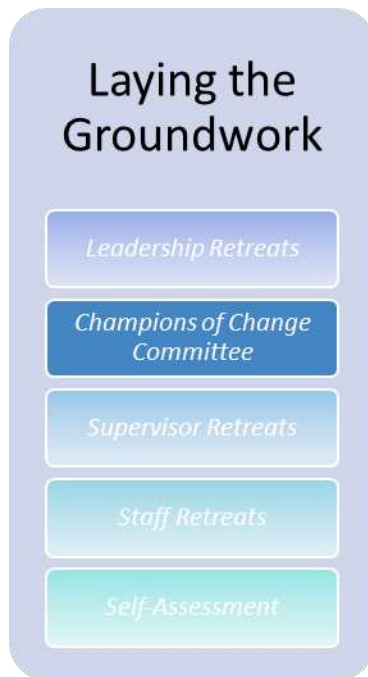 Laying the
Groundwork
Leadership Retreats
Champions of Change
Committee
Supervisor Retreats
Staff Retreats
Self-Assessment